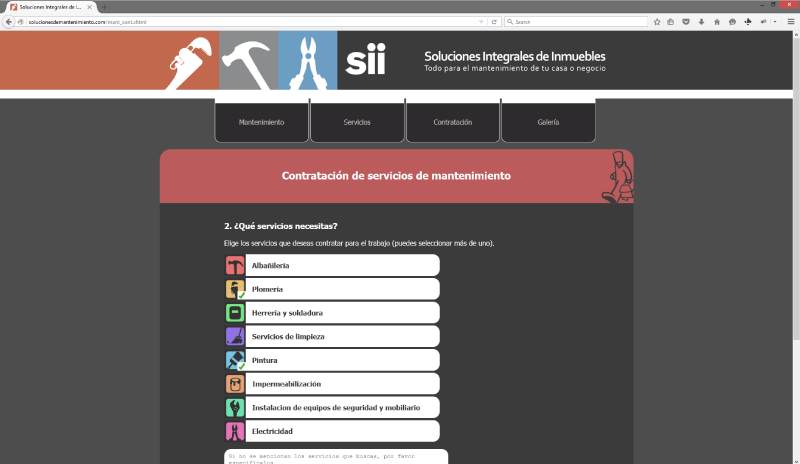 Soluciones Integrales de I...
solucionesdemantenimiento.com/mant_cont.html
Search
sii
Soluciones Integrales de Inmuebles
Todo para el mantenimiento de tu casa o negocio
Mantenimiento
Servicios
Contratación
Galería
Contratación de servicios de mantenimiento
2. ¿Qué servicios necesitas?
Elige los servicios que deseas contratar para el trabajo (puedes seleccionar más de uno).
Albañilería
Plomería
Herrería y soldadura
Servicios de limpieza
Pintura
Impermeabilización
Instalacion de equipos de seguridad y mobiliario
Electricidad
Si no se mencionan los servicios que buscas, por favor
especifícalos